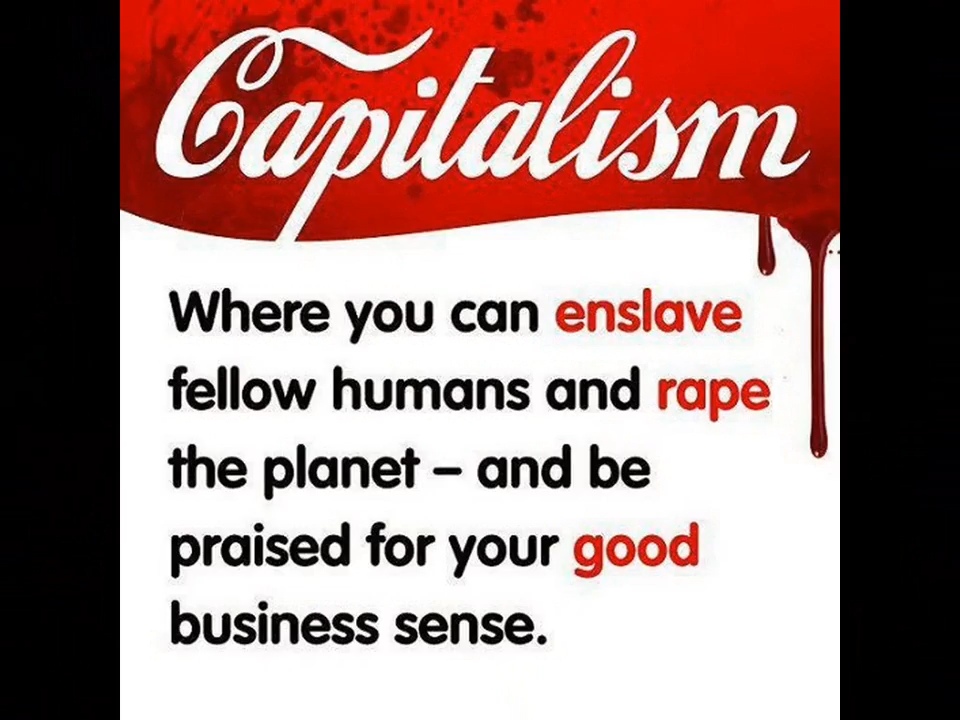 Capitalism
Where you can enslave
fellow humans and rape
the planet – and be
praised for your good
business sense.